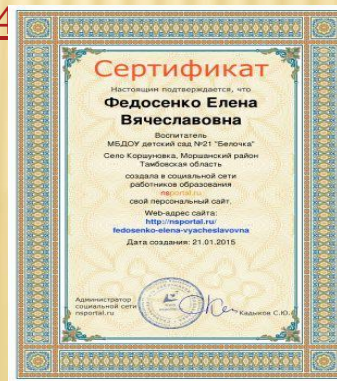 4
Сертификат
Настоящим подтверждается, что
Федосенко Елена
Вячеславовна
Воспитатель
МБДОУ детский сад №21 "Белочка"
Село Коршуновка, Моршанский район
Тамбовская область
создала в социальной сети
работников образования
nsportal.ru
свой персональный сайт.
Web-адрес сайта:
http://nsportal.ru/
fedosenko-elena-vyacheslavovna
Дата создания: 21.01.2015
Администратор
социальной сети
nsportal.ru
Кадыков С.Ю.